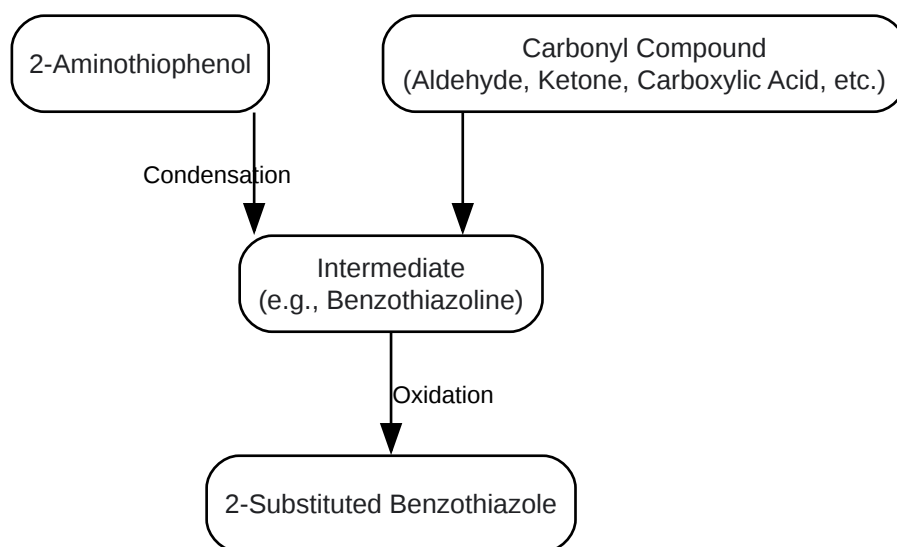 2-Aminothiophenol
Carbonyl Compound
(Aldehyde, Ketone, Carboxylic Acid, etc.)
Condensation
Intermediate
(e.g., Benzothiazoline)
Oxidation
2-Substituted Benzothiazole